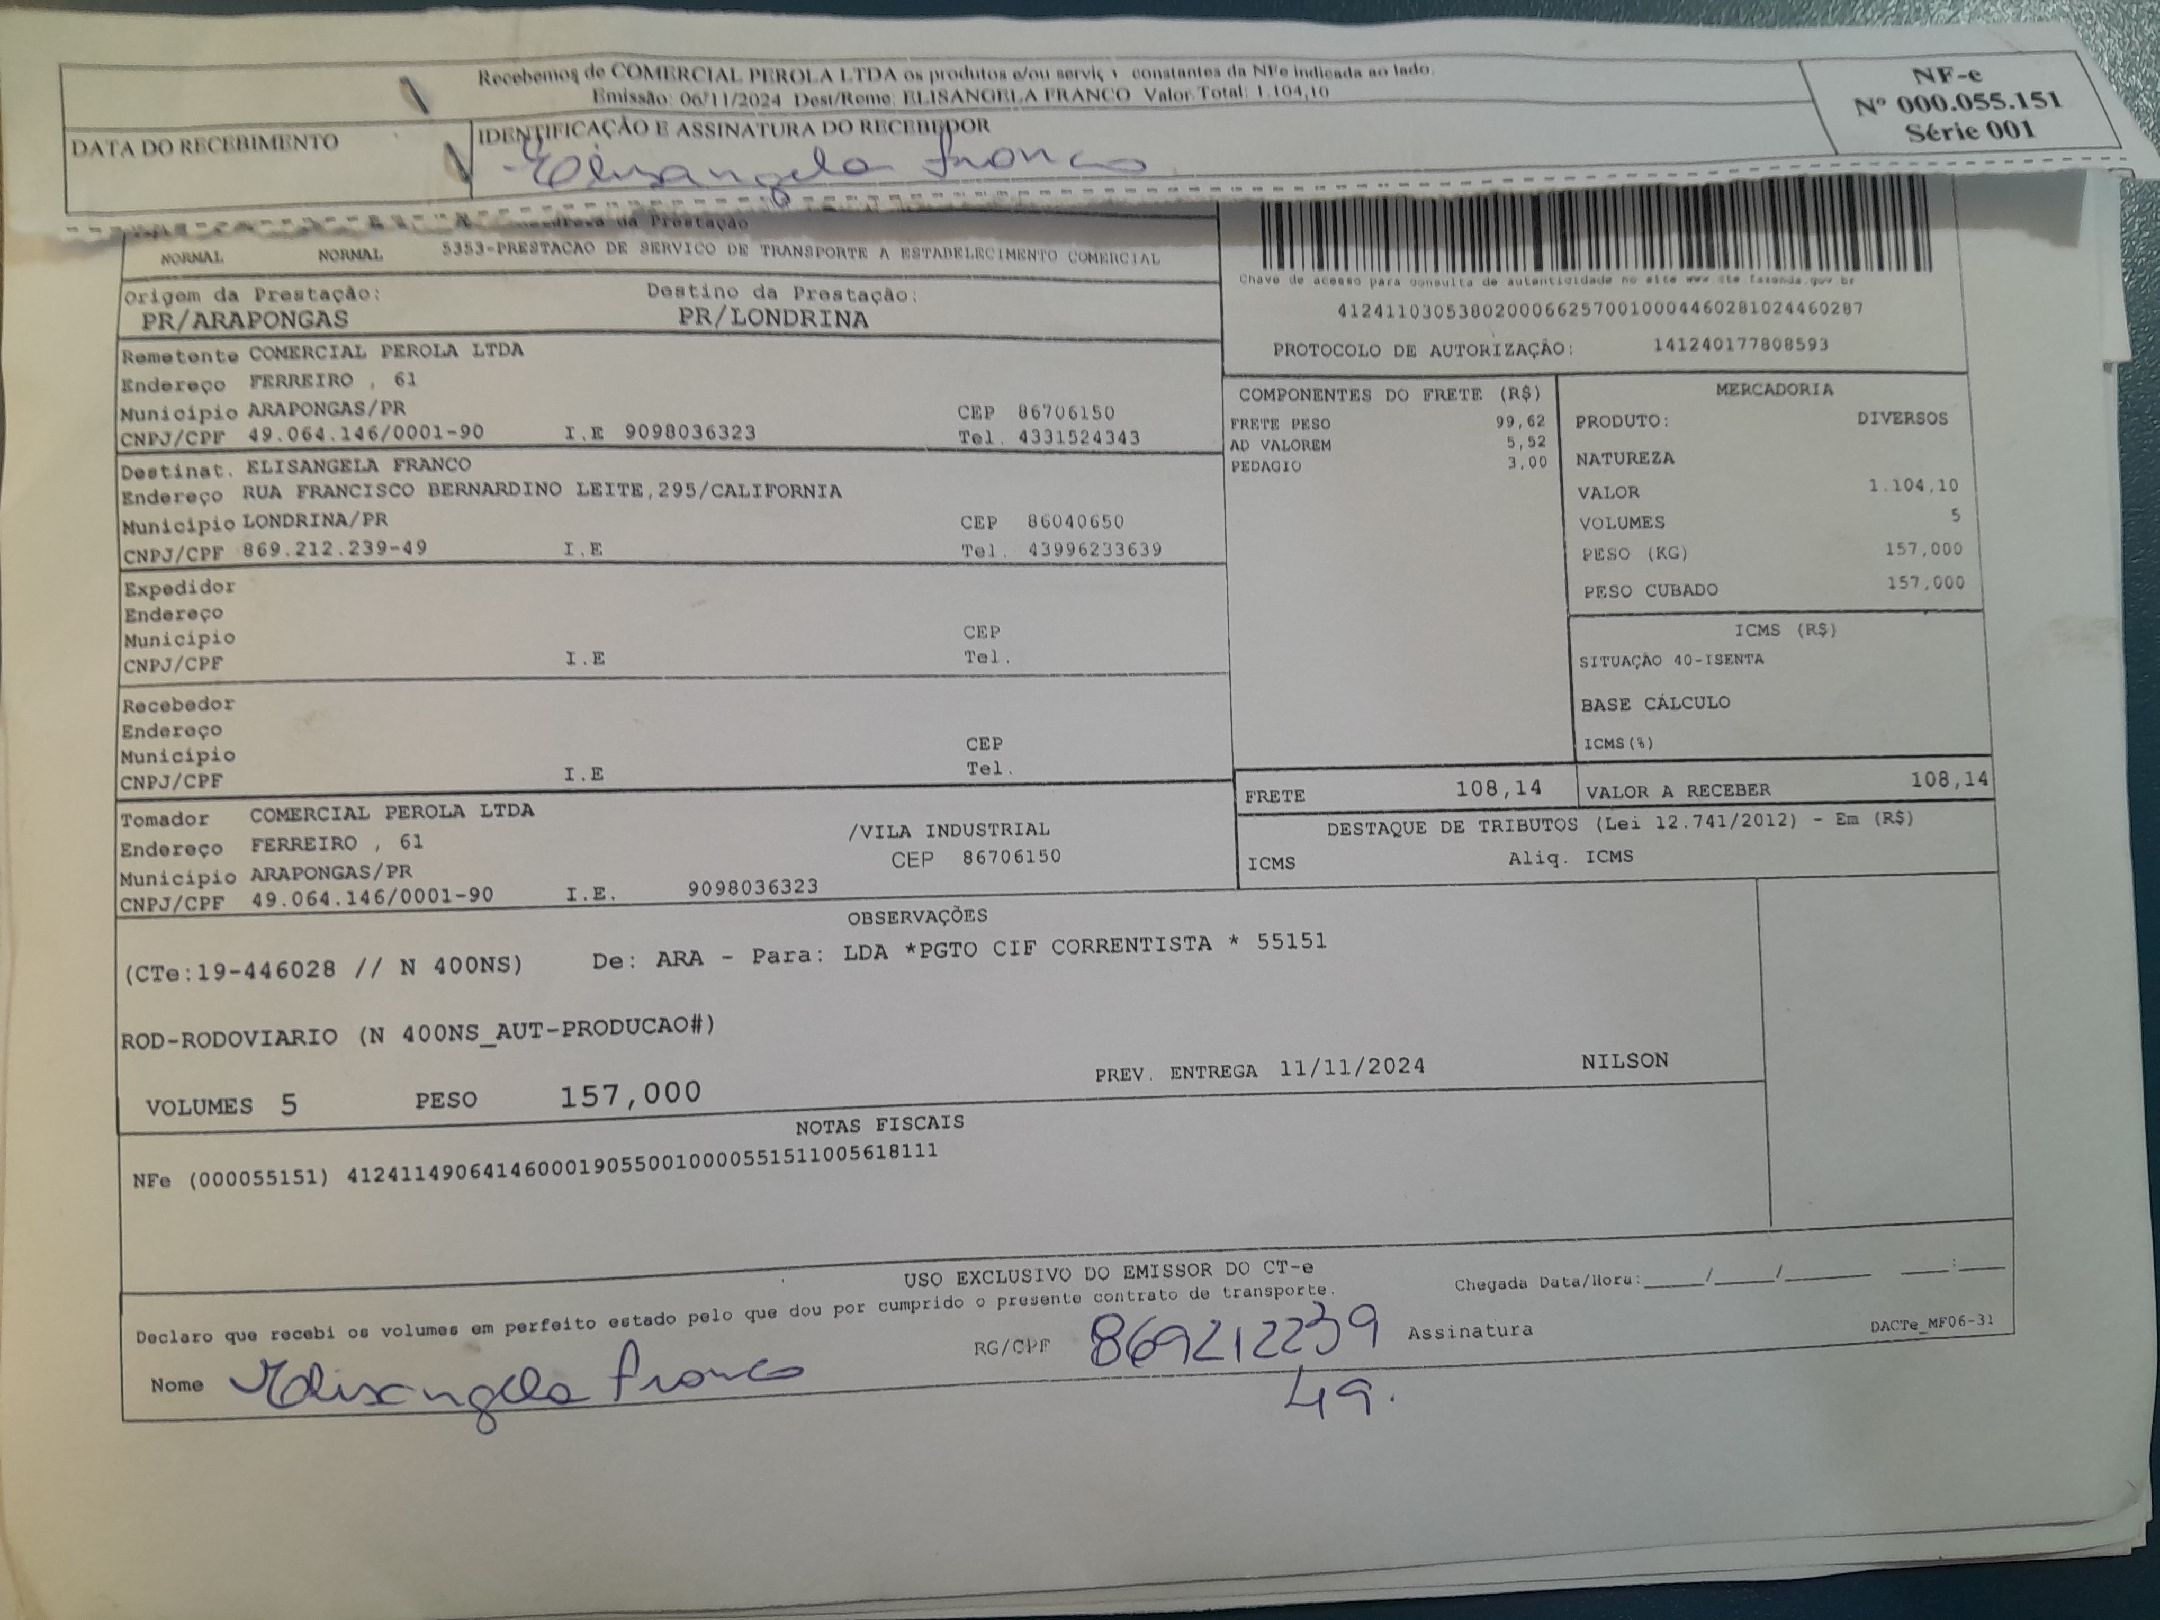 Recebemos de COMERCIAL PEROLA LTDA os produtos e/ou serviç constantes da NFe indicada ao lado.
Emissão: 06/11/2024 Dest/Reme: ELISANGELA FRANCO Valor Total: 1.104,10
NF-e
Nº 000.055.151
Série 001
DATA DO RECEBIMENTO
IDENTIFICAÇÃO E ASSINATURA DO RECEBEDOR
Elisangela Franco
da Prestação
NORMAL NORMAL 5353-PRESTACAO DE SERVICO DE TRANSPORTE A ESTABELECIMENTO COMERCIAL
Chave de acesso para consulta de autenticidade no site www.cte.fazenda.gov.br
41241103053802000662570010004460281024460287
PROTOCOLO DE AUTORIZAÇÃO: 141240177808593
Origem da Prestação: Destino da Prestação:
PR/ARAPONGAS PR/LONDRINA
Remetente COMERCIAL PEROLA LTDA
Endereço FERREIRO , 61
Município ARAPONGAS/PR CEP 86706150
CNPJ/CPF 49.064.146/0001-90 I.E 9098036323 Tel. 4331524343
Destinat. ELISANGELA FRANCO
Endereço RUA FRANCISCO BERNARDINO LEITE,295/CALIFORNIA
Município LONDRINA/PR CEP 86040650
CNPJ/CPF 869.212.239-49 I.E Tel. 43996233639
Expedidor
Endereço
Município CEP
CNPJ/CPF I.E Tel.
Recebedor
Endereço
Município CEP
CNPJ/CPF I.E Tel.
Tomador COMERCIAL PEROLA LTDA
Endereço FERREIRO , 61 /VILA INDUSTRIAL
Município ARAPONGAS/PR CEP 86706150
CNPJ/CPF 49.064.146/0001-90 I.E. 9098036323
COMPONENTES DO FRETE (R$)
FRETE PESO 99,62
AD VALOREM 5,52
PEDAGIO 3,00
MERCADORIA
PRODUTO: DIVERSOS
NATUREZA
VALOR 1.104,10
VOLUMES 5
PESO (KG) 157,000
PESO CUBADO 157,000
ICMS (R$)
SITUAÇÃO 40-ISENTA
BASE CÁLCULO
ICMS(%)
FRETE 108,14 VALOR A RECEBER 108,14
DESTAQUE DE TRIBUTOS (Lei 12.741/2012) - Em (R$)
ICMS Aliq. ICMS
OBSERVAÇÕES
(CTe:19-446028 // N 400NS) De: ARA - Para: LDA *PGTO CIF CORRENTISTA * 55151
ROD-RODOVIARIO (N 400NS_AUT-PRODUCAO#)
PREV. ENTREGA 11/11/2024 NILSON
VOLUMES 5 PESO 157,000
NOTAS FISCAIS
NFe (000055151) 41241149064146000190550010000551511005618111
USO EXCLUSIVO DO EMISSOR DO CT-e
Declaro que recebi os volumes em perfeito estado pelo que dou por cumprido o presente contrato de transporte.
Chegada Data/Hora:____/____/______ ____:____
Nome Elisangela Franco RG/CPF 869212239 Assinatura
49.
DACTe_MF06-31